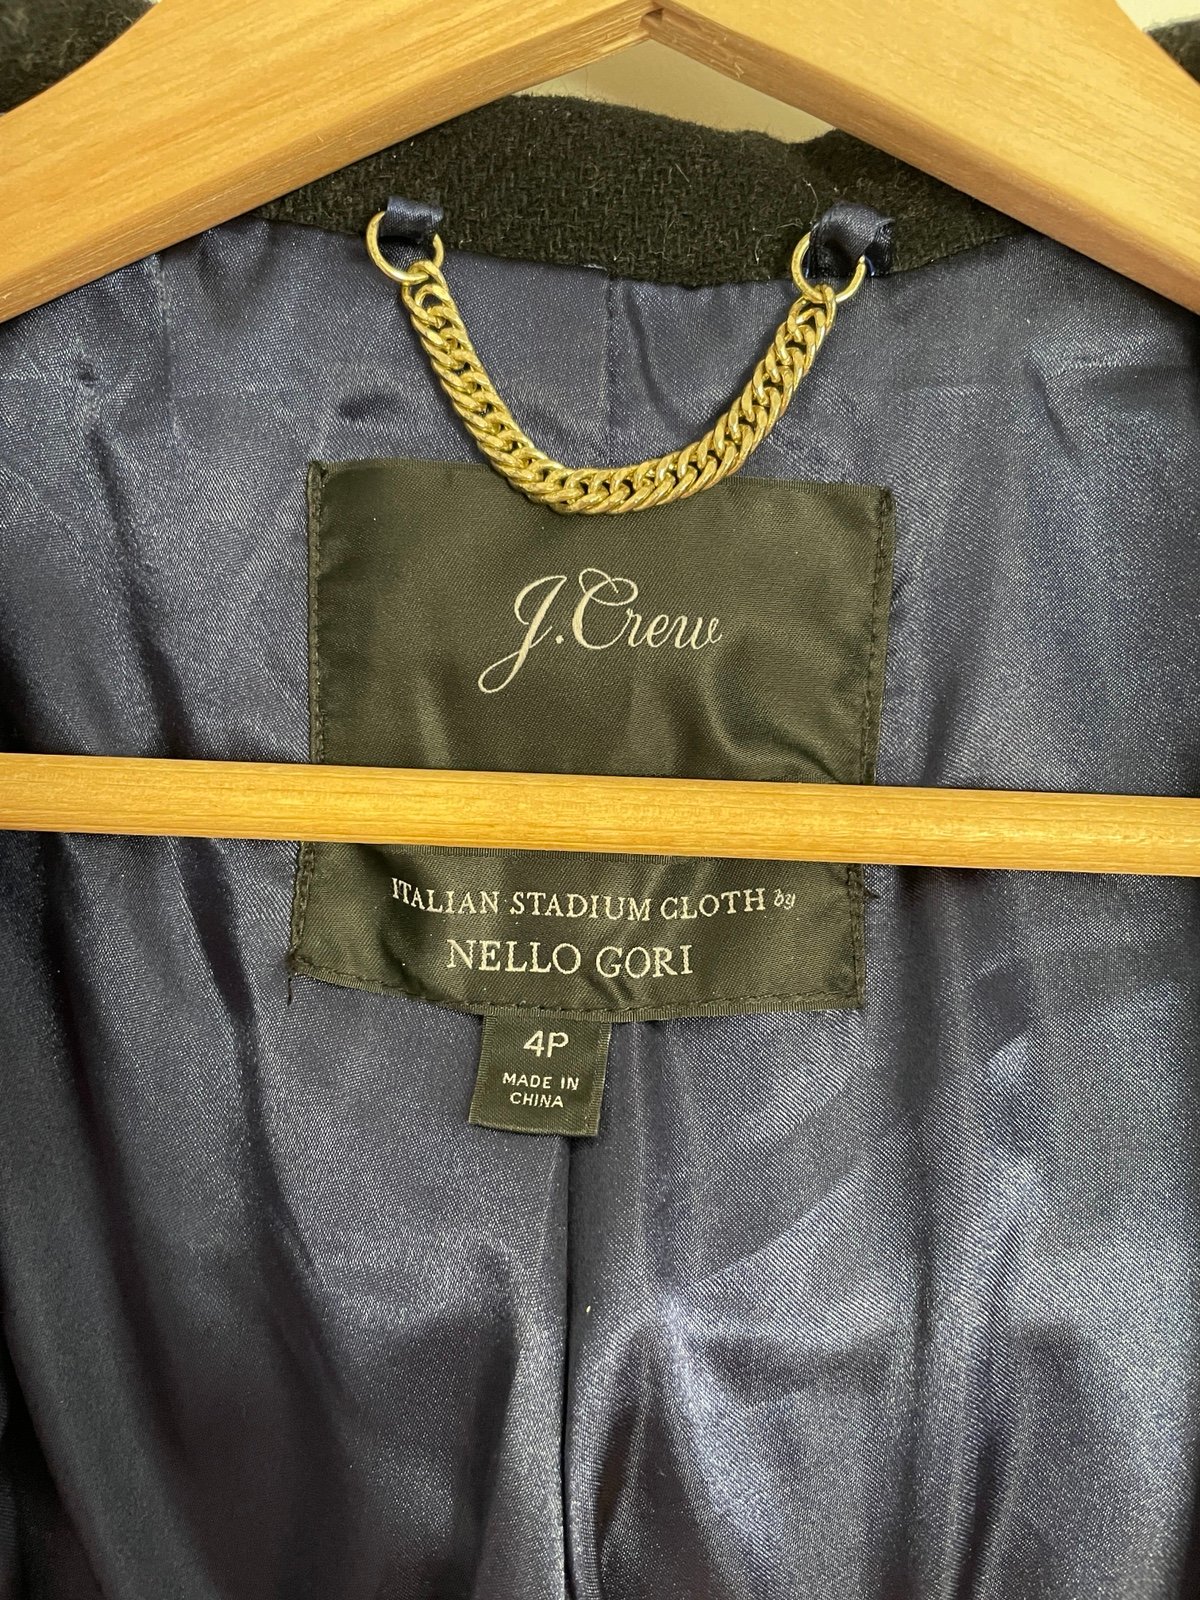 J.Crew
ITALIAN STADIUM CLOTH by
NELLO GORI
4P
MADE IN
CHINA